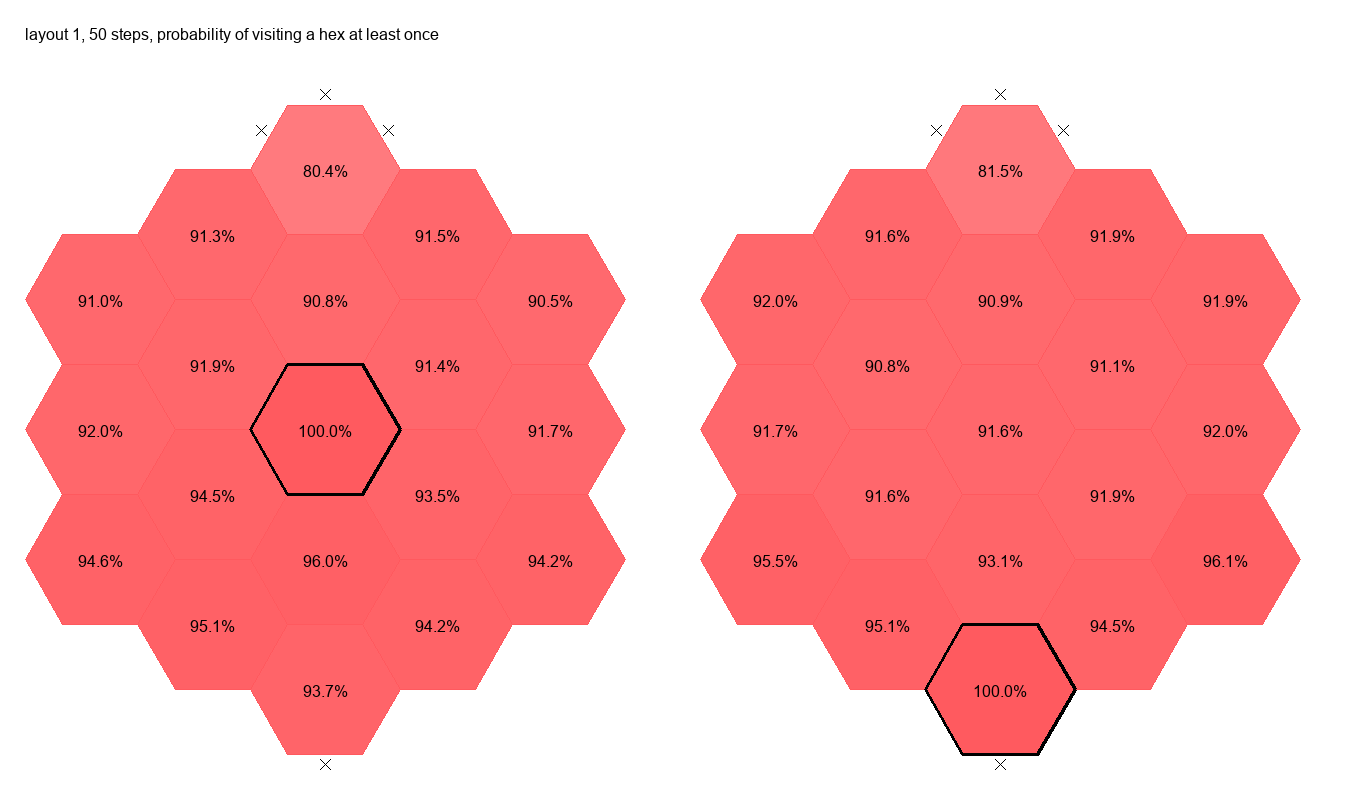 layout 1, 50 steps, probability of visiting a hex at least once
80.4% 81.5%
91.3% 91.5% 91.6% 91.9%
91.0% 90.8% 90.5% 92.0% 90.9% 91.9%
91.9% 91.4% 90.8% 91.1%
92.0% 100.0% 91.7% 91.7% 91.6% 92.0%
94.5% 93.5% 91.6% 91.9%
94.6% 96.0% 94.2% 95.5% 93.1% 96.1%
95.1% 94.2% 95.1% 94.5%
93.7% 100.0%